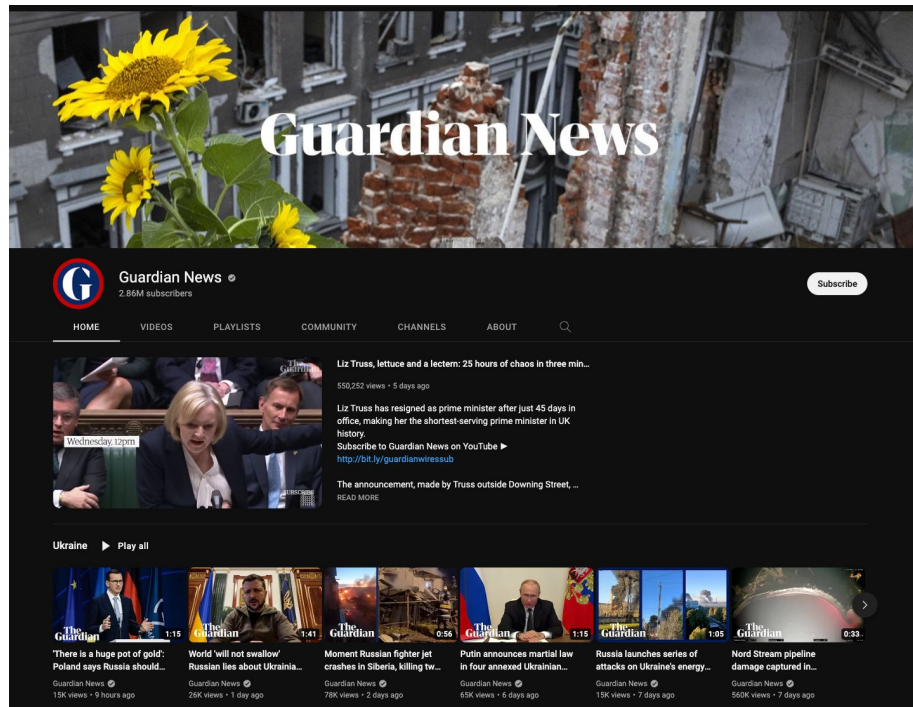 Guardian News
G
Guardian News
2.86M subscribers
Subscribe
HOME VIDEOS PLAYLISTS COMMUNITY CHANNELS ABOUT
The Guardian
Wednesday, 12pm
SUBSCRIBE
Liz Truss, lettuce and a lectern: 25 hours of chaos in three min...
550,252 views • 5 days ago
Liz Truss has resigned as prime minister after just 45 days in
office, making her the shortest-serving prime minister in UK
history.
Subscribe to Guardian News on YouTube ►
http://bit.ly/guardianwiressub
The announcement, made by Truss outside Downing Street, ...
READ MORE
Ukraine ▶ Play all
The Guardian
1:15
'There is a huge pot of gold':
Poland says Russia should...
Guardian News
15K views • 9 hours ago
The Guardian
1:41
World 'will not swallow'
Russian lies about Ukrainia...
Guardian News
26K views • 1 day ago
The Guardian
0:56
Moment Russian fighter jet
crashes in Siberia, killing tw...
Guardian News
78K views • 2 days ago
The Guardian
1:15
Putin announces martial law
in four annexed Ukrainian...
Guardian News
65K views • 6 days ago
The Guardian
1:05
Russia launches series of
attacks on Ukraine's energy...
Guardian News
15K views • 7 days ago
The Guardian
0:33
Nord Stream pipeline
damage captured in...
Guardian News
560K views • 7 days ago